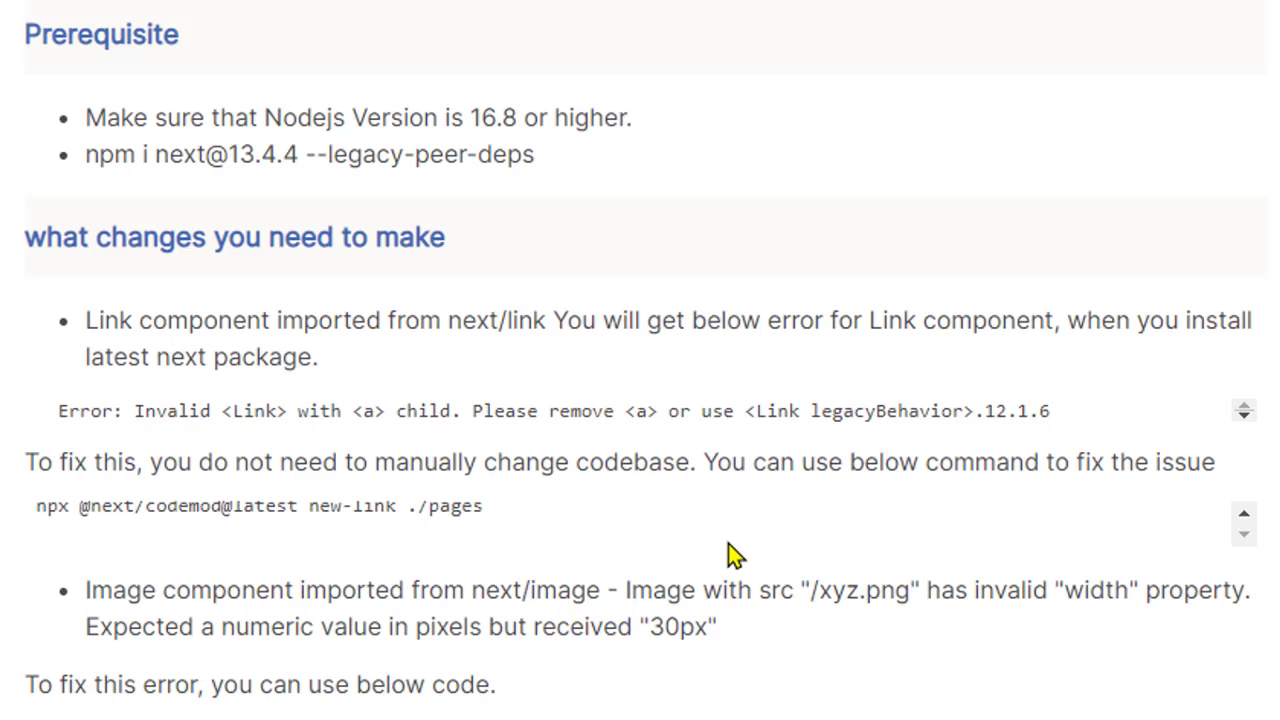 Prerequisite
Make sure that Nodejs Version is 16.8 or higher.
npm i next@13.4.4 --legacy-peer-deps
what changes you need to make
Link component imported from next/link You will get below error for Link component, when you install
latest next package.
Error: Invalid <Link> with <a> child. Please remove <a> or use <Link legacyBehavior>.12.1.6
To fix this, you do not need to manually change codebase. You can use below command to fix the issue
npx @next/codemod@latest new-link ./pages
Image component imported from next/image - Image with src "/xyz.png" has invalid "width" property.
Expected a numeric value in pixels but received "30px"
To fix this error, you can use below code.